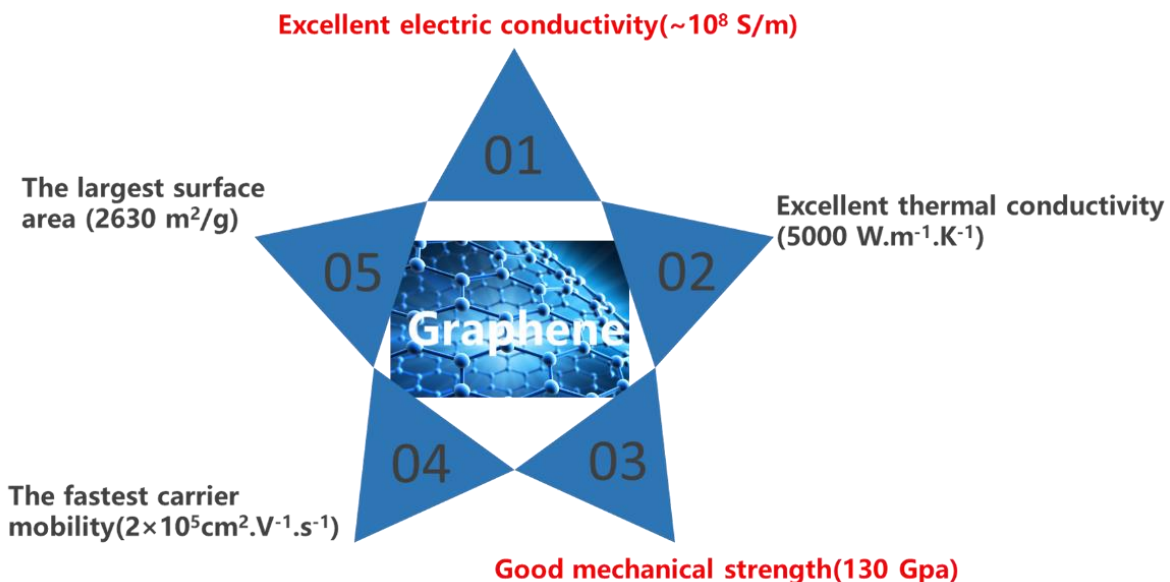 Excellent electric conductivity(~10⁸ S/m)
01
The largest surface
area (2630 m²/g)
Excellent thermal conductivity
(5000 W.m⁻¹.K⁻¹)
05
02
Graphene
04
03
The fastest carrier
mobility(2×10⁵cm².V⁻¹.s⁻¹)
Good mechanical strength(130 Gpa)